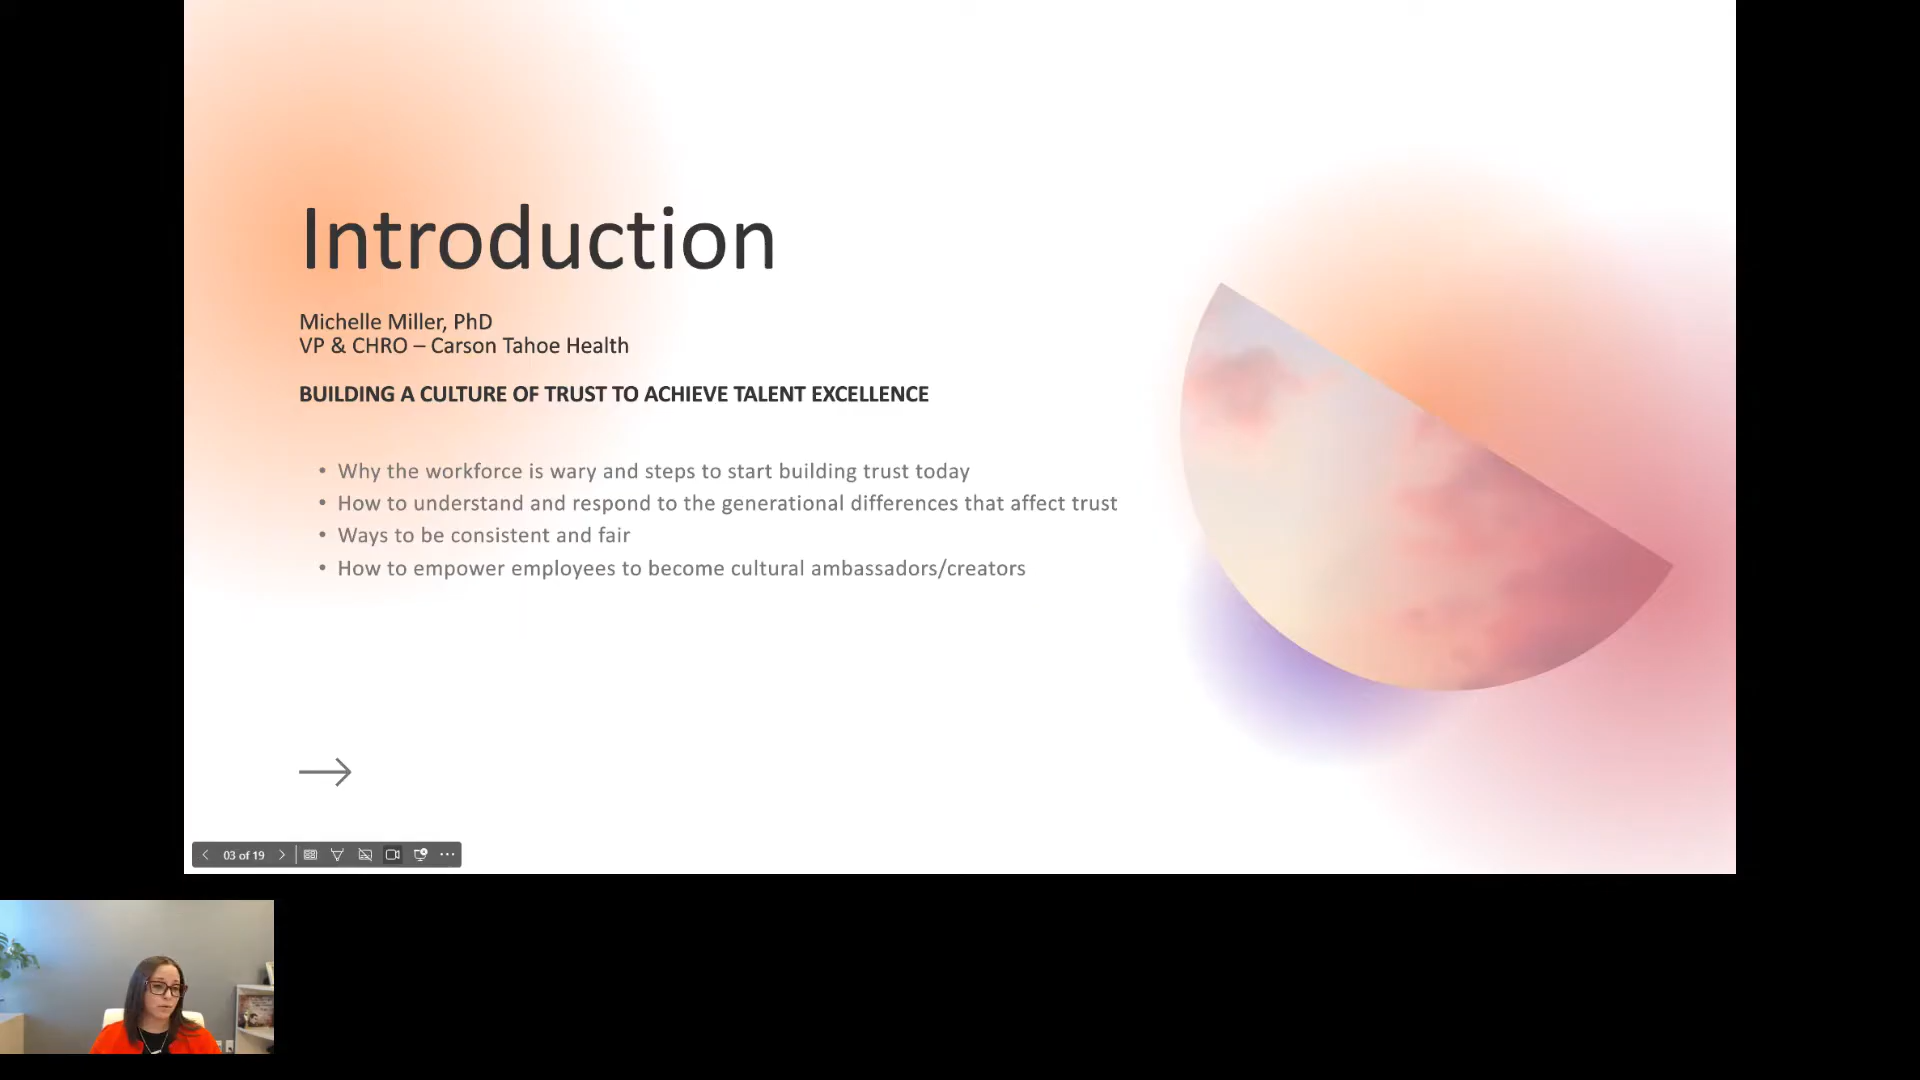 Introduction
Michelle Miller, PhD
VP & CHRO – Carson Tahoe Health
BUILDING A CULTURE OF TRUST TO ACHIEVE TALENT EXCELLENCE
• Why the workforce is wary and steps to start building trust today
• How to understand and respond to the generational differences that affect trust
• Ways to be consistent and fair
• How to empower employees to become cultural ambassadors/creators
03 of 19